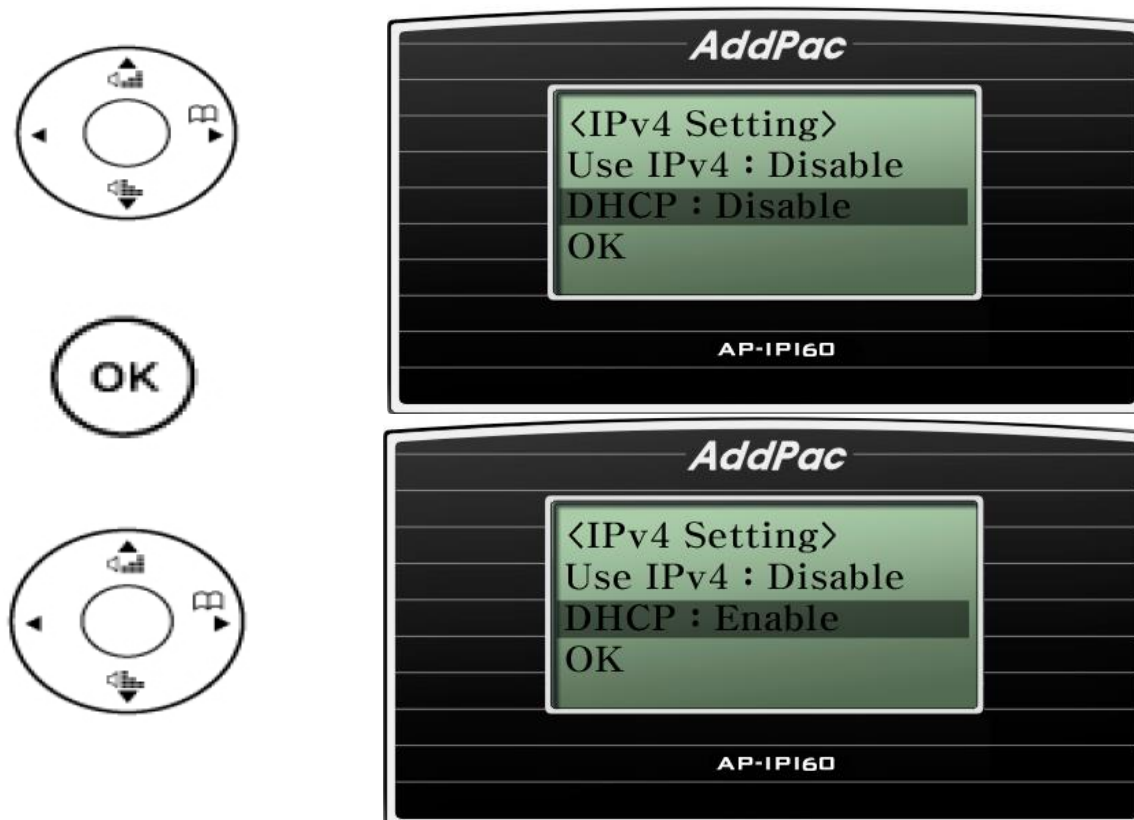 AddPac
<IPv4 Setting>
Use IPv4 : Disable
DHCP : Disable
OK
AP-IP160
OK
AddPac
<IPv4 Setting>
Use IPv4 : Disable
DHCP : Enable
OK
AP-IP160